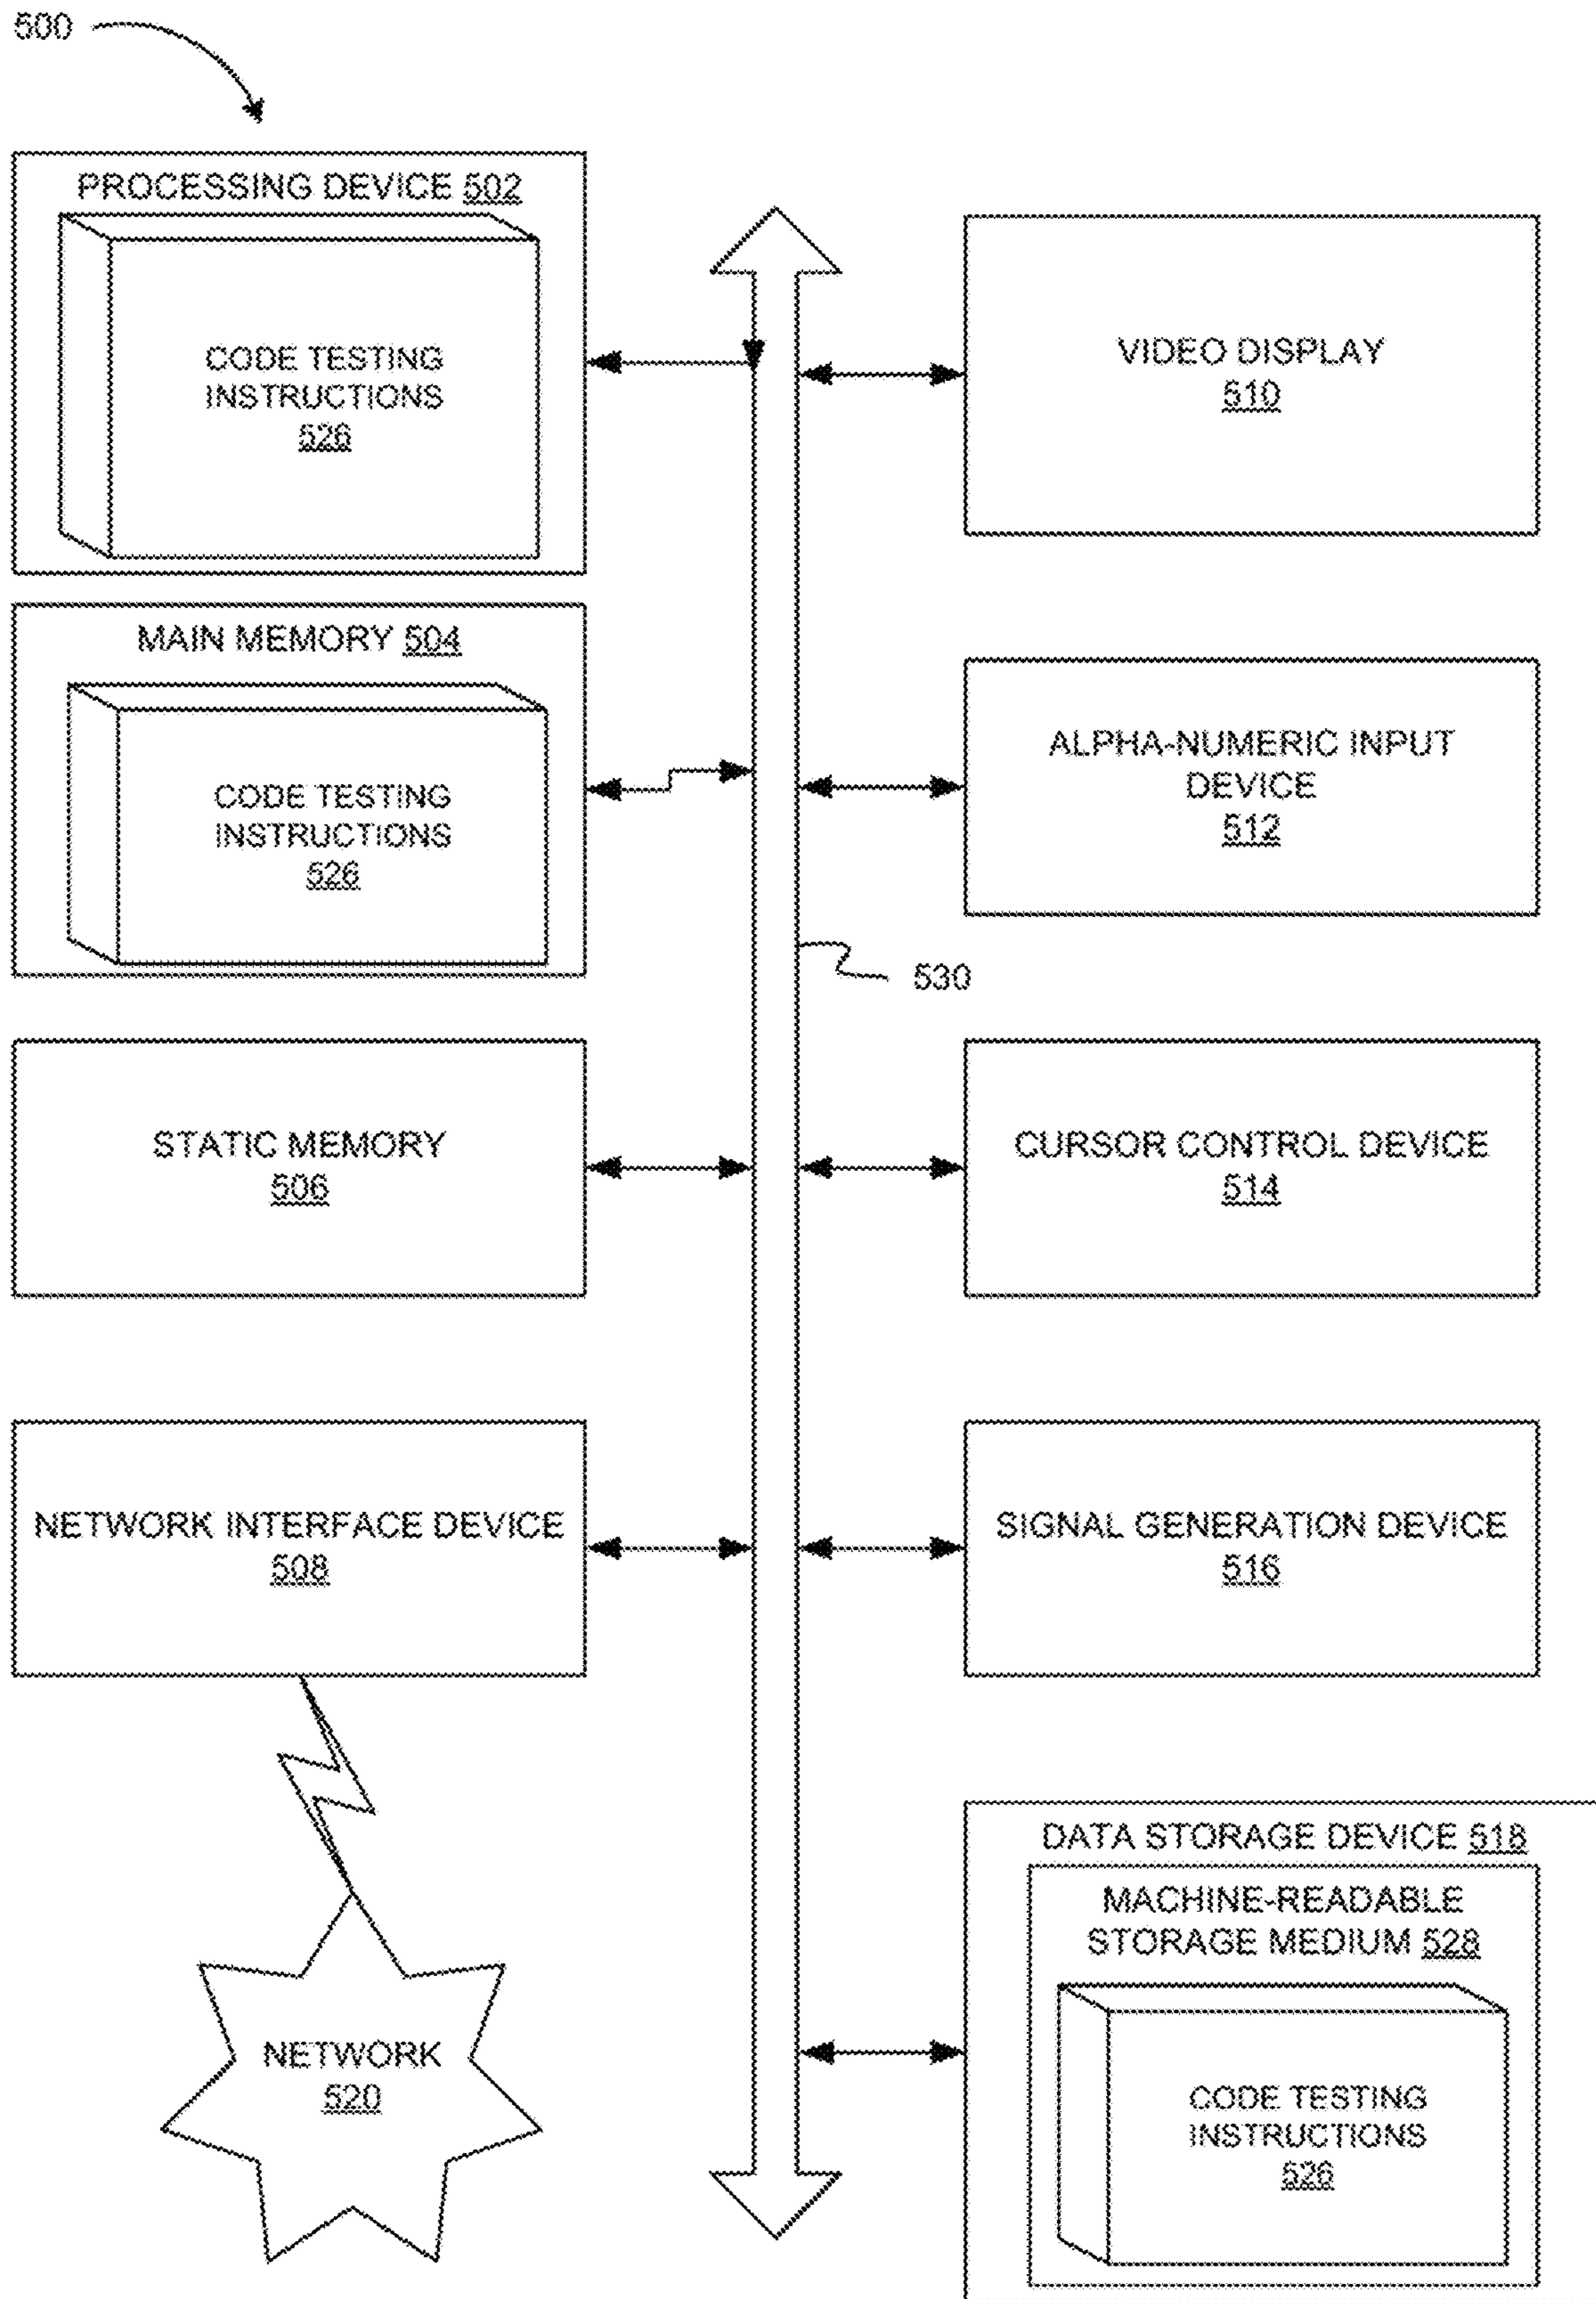 500
PROCESSING DEVICE 502
CODE TESTING
INSTRUCTIONS
526
MAIN MEMORY 504
CODE TESTING
INSTRUCTIONS
526
STATIC MEMORY
506
NETWORK INTERFACE DEVICE
508
NETWORK
520
VIDEO DISPLAY
510
ALPHA-NUMERIC INPUT
DEVICE
512
530
CURSOR CONTROL DEVICE
514
SIGNAL GENERATION DEVICE
516
DATA STORAGE DEVICE 518
MACHINE-READABLE
STORAGE MEDIUM 528
CODE TESTING
INSTRUCTIONS
526